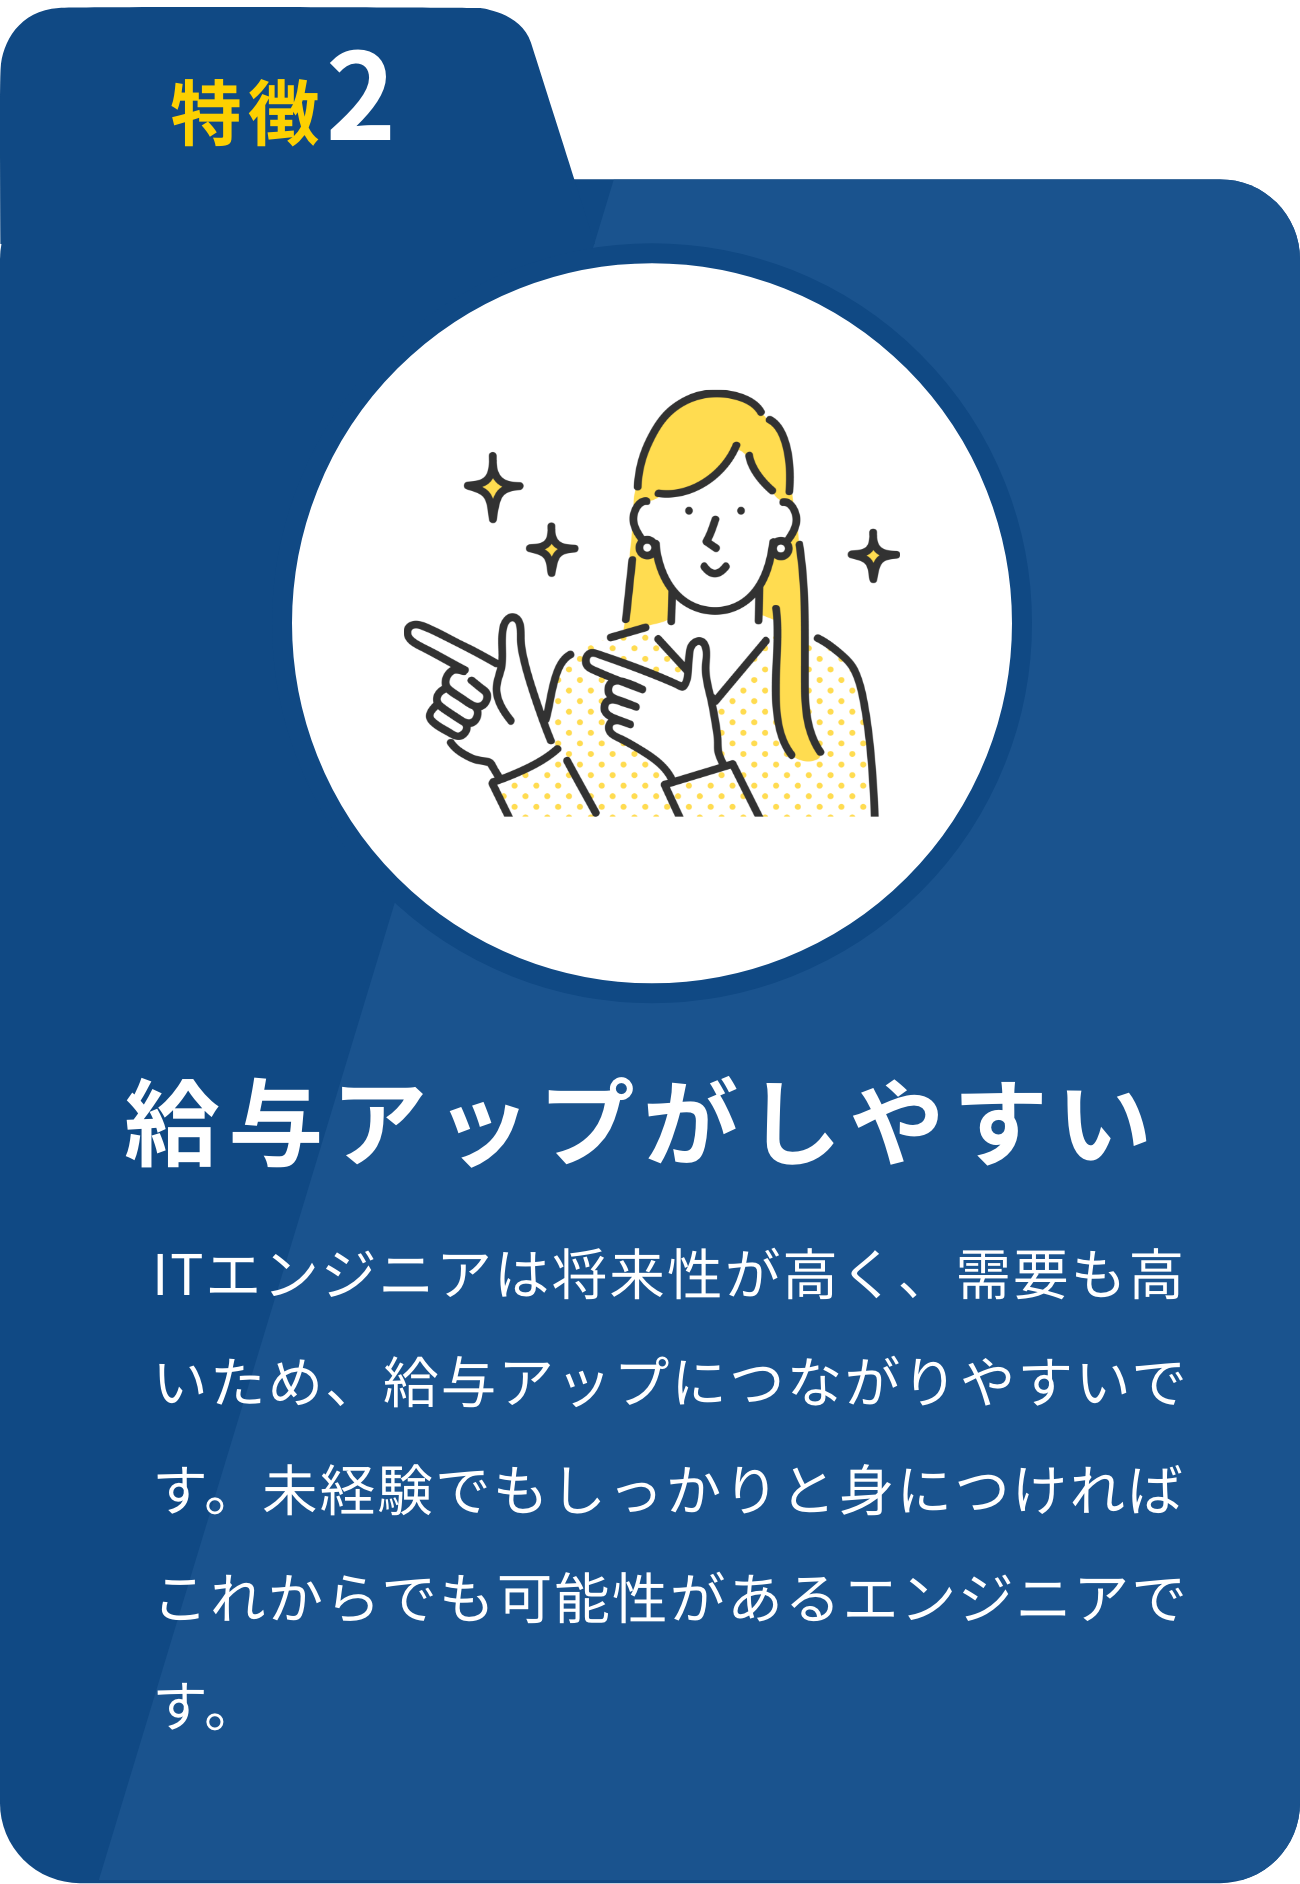 特徴2
給与アップがしやすい
ITエンジニアは将来性が高く、需要も高
いため、給与アップにつながりやすいで
す。未経験でもしっかりと身につければ
これからでも可能性があるエンジニアで
す。